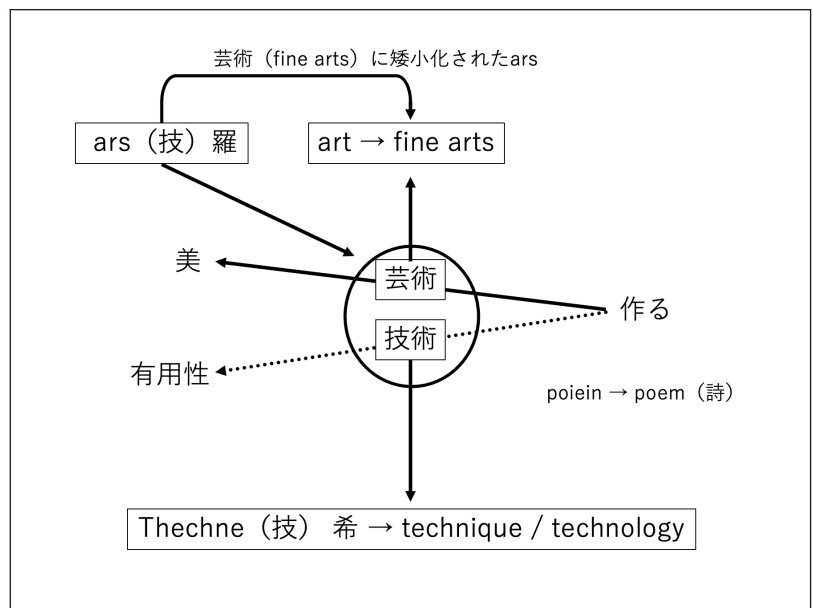 芸術（fine arts）に矮小化されたars
ars（技）羅
art → fine arts
美
芸術
作る
技術
有用性
poiein → poem（詩）
Thechne（技） 希 → technique / technology